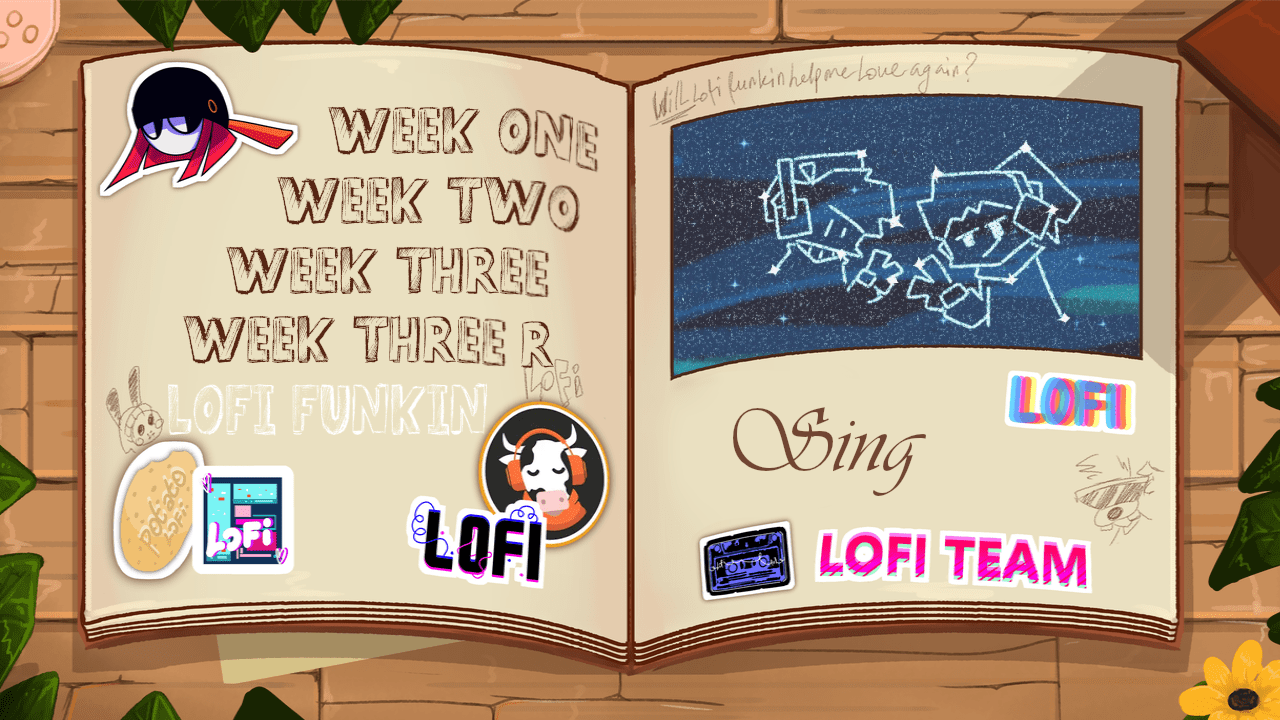 WEEK ONE
WEEK TWO
WEEK THREE
WEEK THREE R
LOFI FUNKIN
LoFi
Potato
LoFi
LoFi
LOFI
Will Lofi funkin help me Love again?
LOFI
Sing
LOFI TEAM